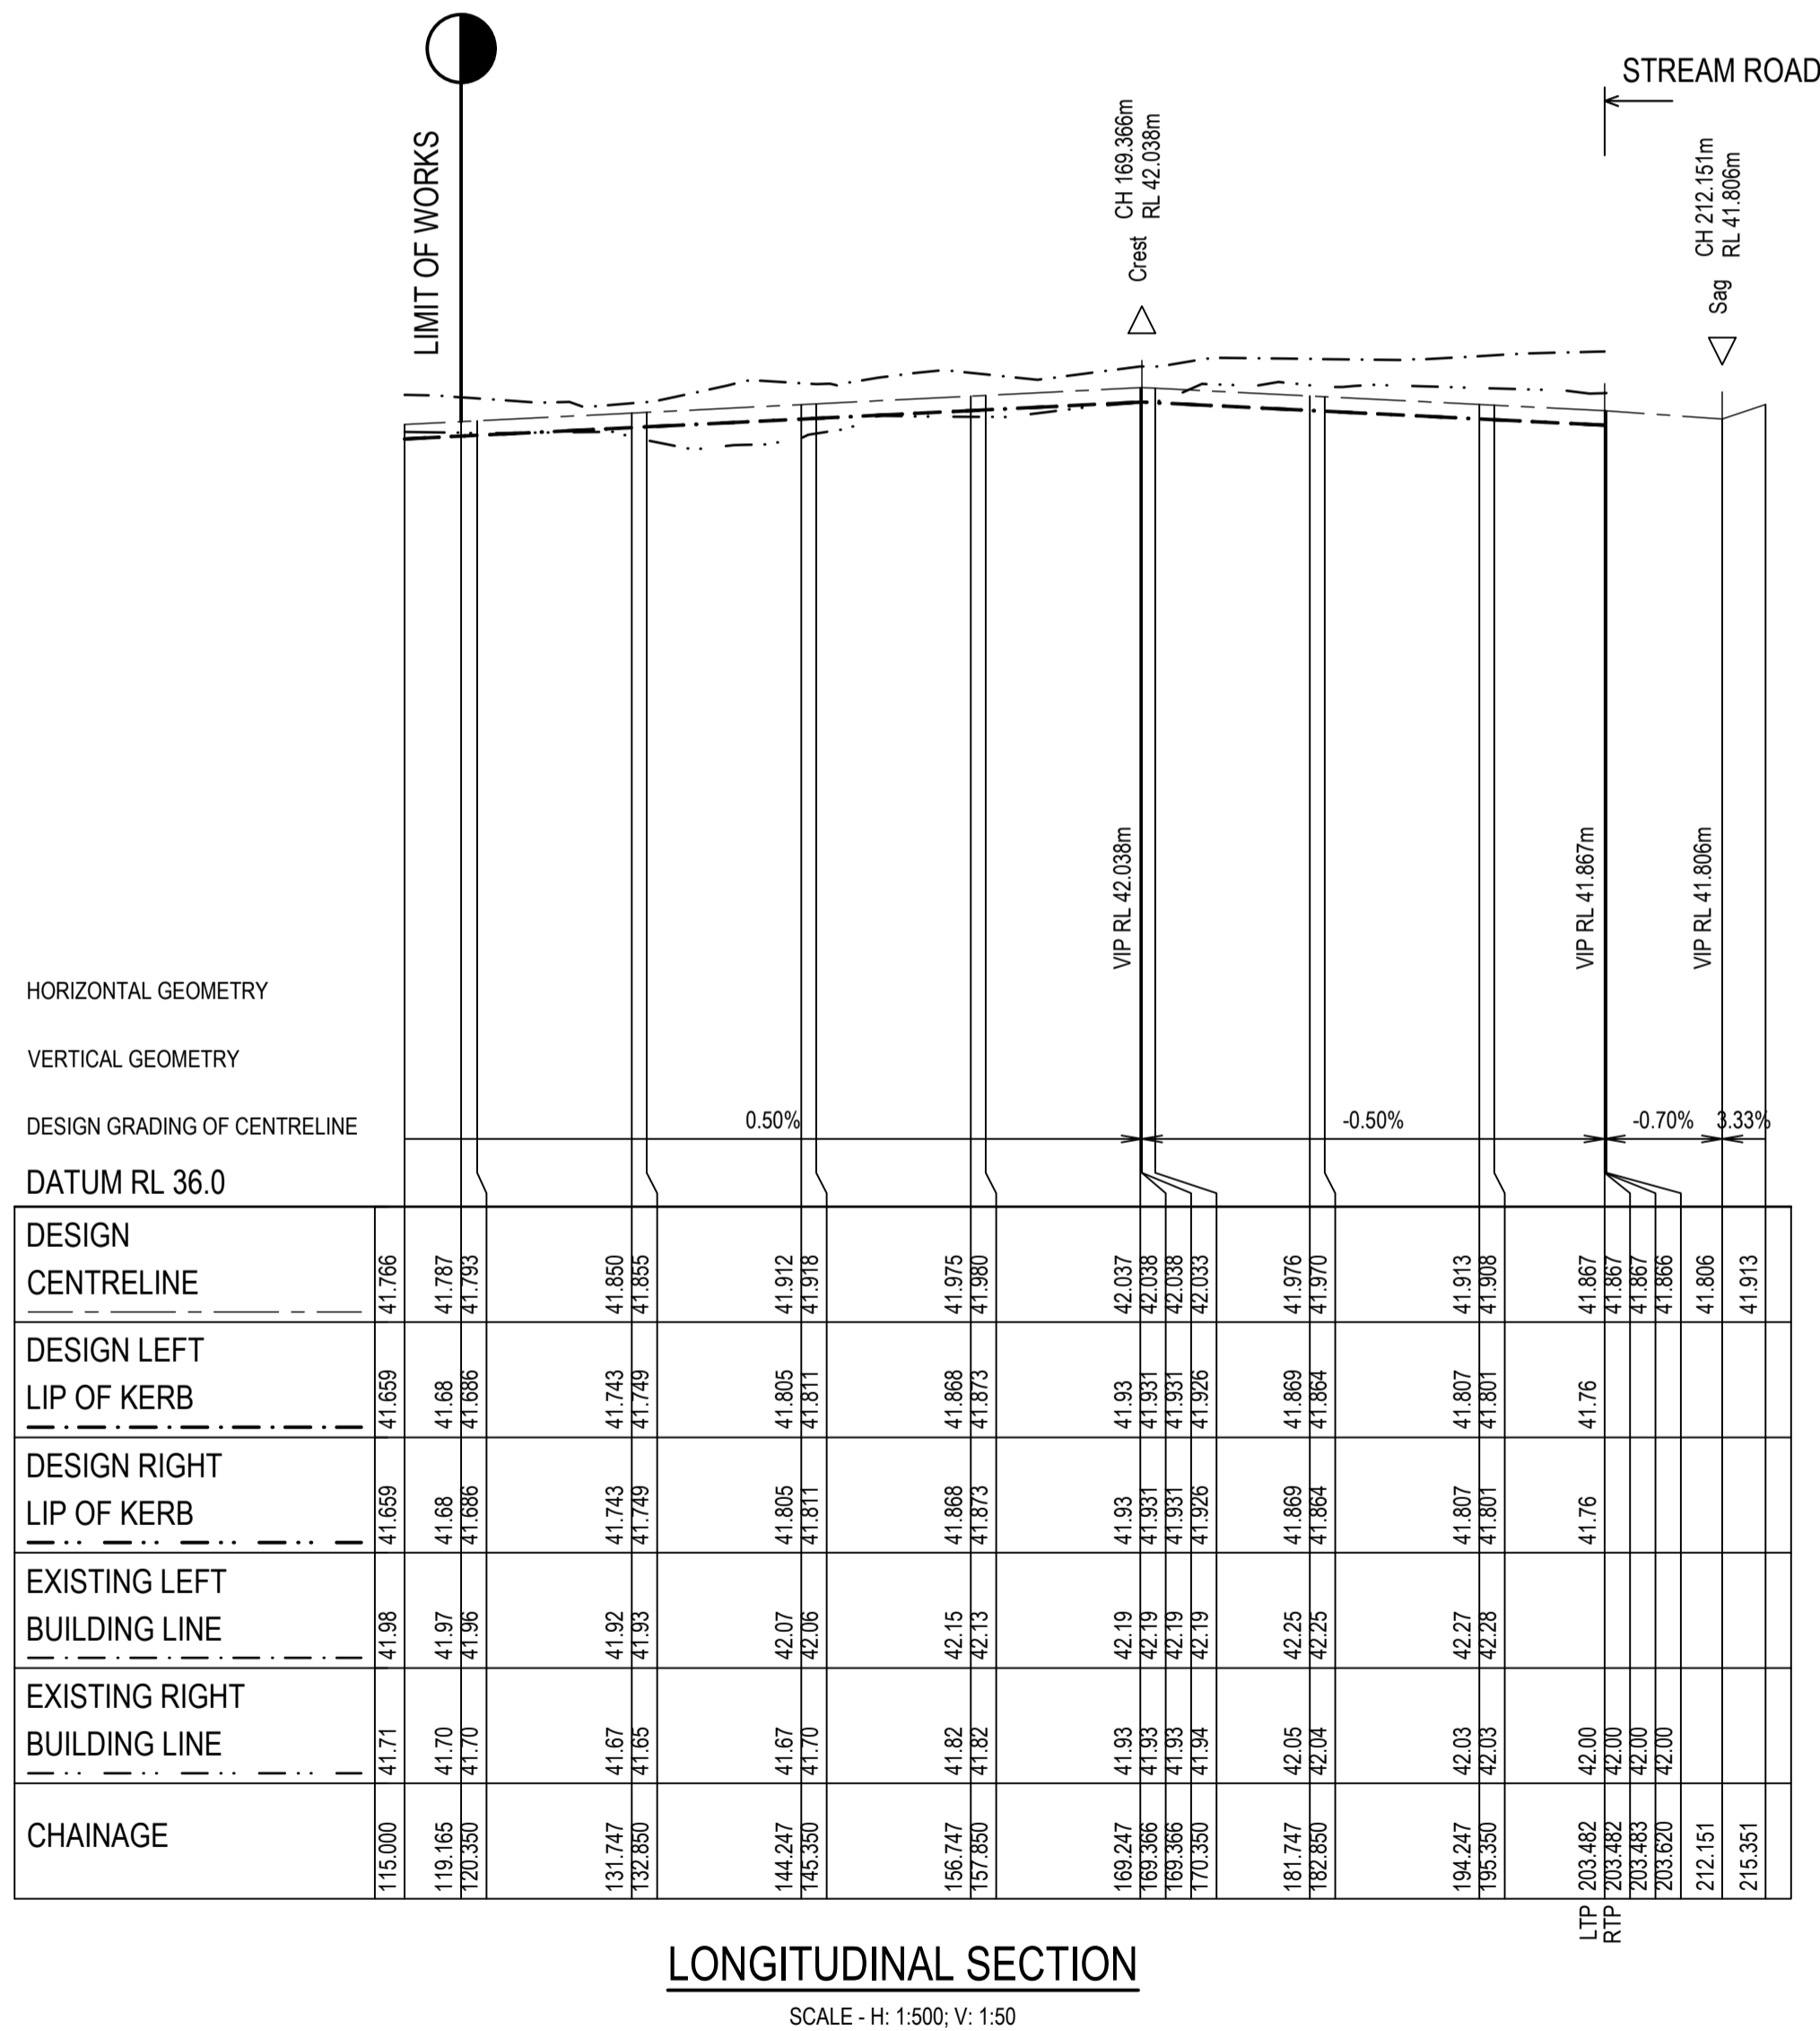 STREAM ROAD
LIMIT OF WORKS
Crest CH 169.366m
RL 42.038m
Sag CH 212.151m
RL 41.806m
VIP RL 42.038m
VIP RL 41.867m
VIP RL 41.806m
HORIZONTAL GEOMETRY
VERTICAL GEOMETRY
DESIGN GRADING OF CENTRELINE 0.50% -0.50% -0.70% 3.33%
DATUM RL 36.0
DESIGN
CENTRELINE 41.766 41.787 41.793 41.850 41.855 41.912 41.918 41.975 41.980 42.037 42.038 42.038 42.033 41.976 41.970 41.913 41.908 41.867 41.867 41.867 41.866 41.806 41.913
DESIGN LEFT
LIP OF KERB 41.659 41.68 41.686 41.743 41.749 41.805 41.811 41.868 41.873 41.93 41.931 41.931 41.926 41.869 41.864 41.807 41.801 41.76
DESIGN RIGHT
LIP OF KERB 41.659 41.68 41.686 41.743 41.749 41.805 41.811 41.868 41.873 41.93 41.931 41.931 41.926 41.869 41.864 41.807 41.801 41.76
EXISTING LEFT
BUILDING LINE 41.98 41.97 41.96 41.92 41.93 42.07 42.06 42.15 42.13 42.19 42.19 42.19 42.19 42.25 42.25 42.27 42.28
EXISTING RIGHT
BUILDING LINE 41.71 41.70 41.70 41.67 41.65 41.67 41.70 41.82 41.82 41.93 41.93 41.93 41.94 42.05 42.04 42.03 42.03 42.00 42.00 42.00 42.00
CHAINAGE 115.000 119.165 120.350 131.747 132.850 144.247 145.350 156.747 157.850 169.247 169.366 169.366 170.350 181.747 182.850 194.247 195.350 203.482 203.482 203.483 203.620 212.151 215.351
LTP
RTP
LONGITUDINAL SECTION
SCALE - H: 1:500; V: 1:50